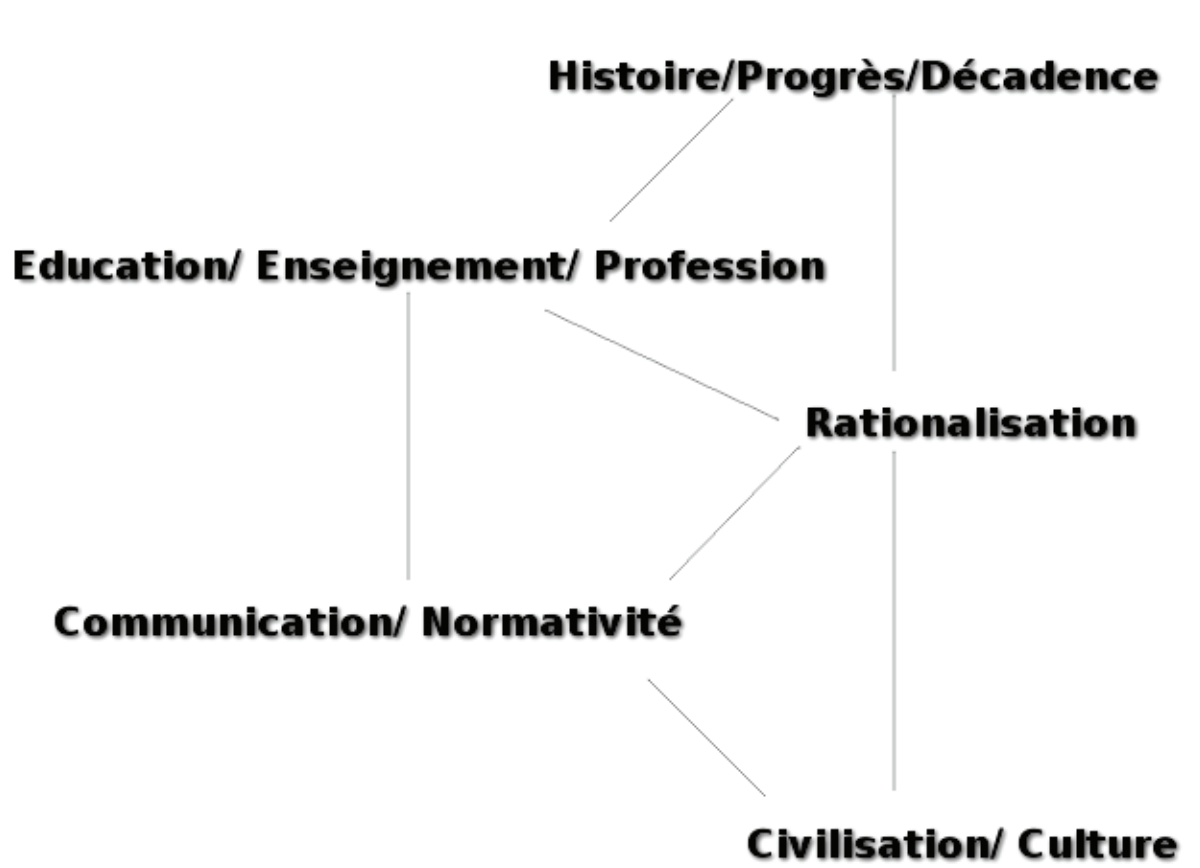 Histoire/Progrès/Décadence
Education/ Enseignement/ Profession
Rationalisation
Communication/ Normativité
Civilisation/ Culture